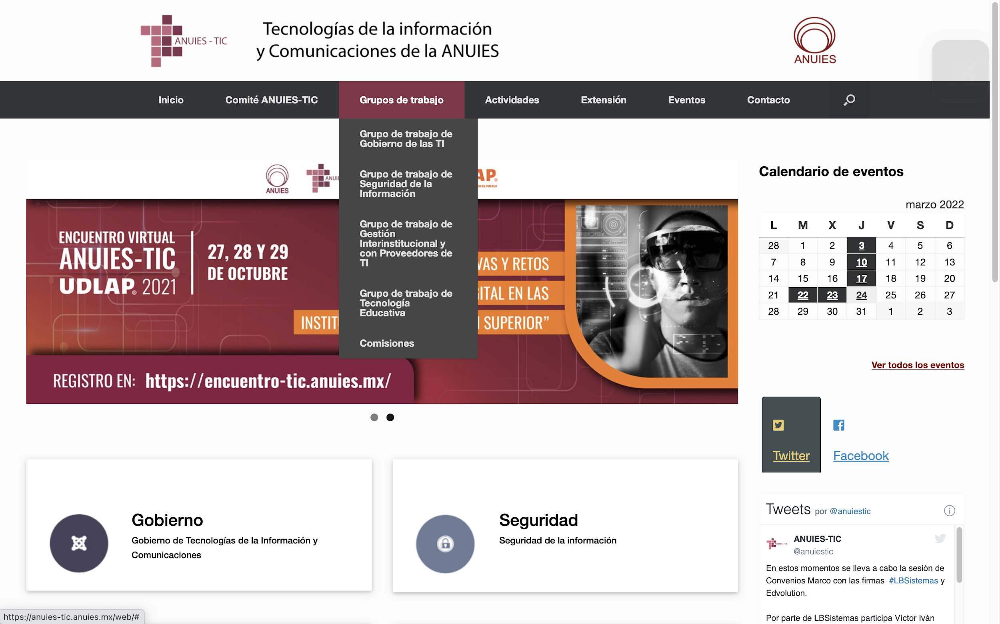 ANUIES - TIC
Tecnologías de la información
y Comunicaciones de la ANUIES
ANUIES
Inicio
Comité ANUIES-TIC
Grupos de trabajo
Actividades
Extensión
Eventos
Contacto
Grupo de trabajo de
Gobierno de las TI
Grupo de trabajo de
Seguridad de la
Información
Grupo de trabajo de
Gestión
Interinstitucional y
con Proveedores de
TI
Grupo de trabajo de
Tecnología
Educativa
Comisiones
ANUIES
ENCUENTRO VIRTUAL
ANUIES-TIC
UDLAP® 2021
27, 28 Y 29
DE OCTUBRE
Y RETOS
EN LAS
SUPERIOR”
REGISTRO EN: https://encuentro-tic.anuies.mx/
Calendario de eventos
marzo 2022
L M X J V S D
28 1 2 3 4 5 6
7 8 9 10 11 12 13
14 15 16 17 18 19 20
21 22 23 24 25 26 27
28 29 30 31 1 2 3
Ver todos los eventos
Twitter
Facebook
Gobierno
Gobierno de Tecnologías de la Información y
Comunicaciones
Seguridad
Seguridad de la información
Tweets por @anuiestic
ANUIES-TIC
@anuiestic
En estos momentos se lleva a cabo la sesión de
Convenios Marco con las firmas #LBSistemas y
Edvolution.
Por parte de LBSistemas participa Víctor Iván
https://anuies-tic.anuies.mx/web/#